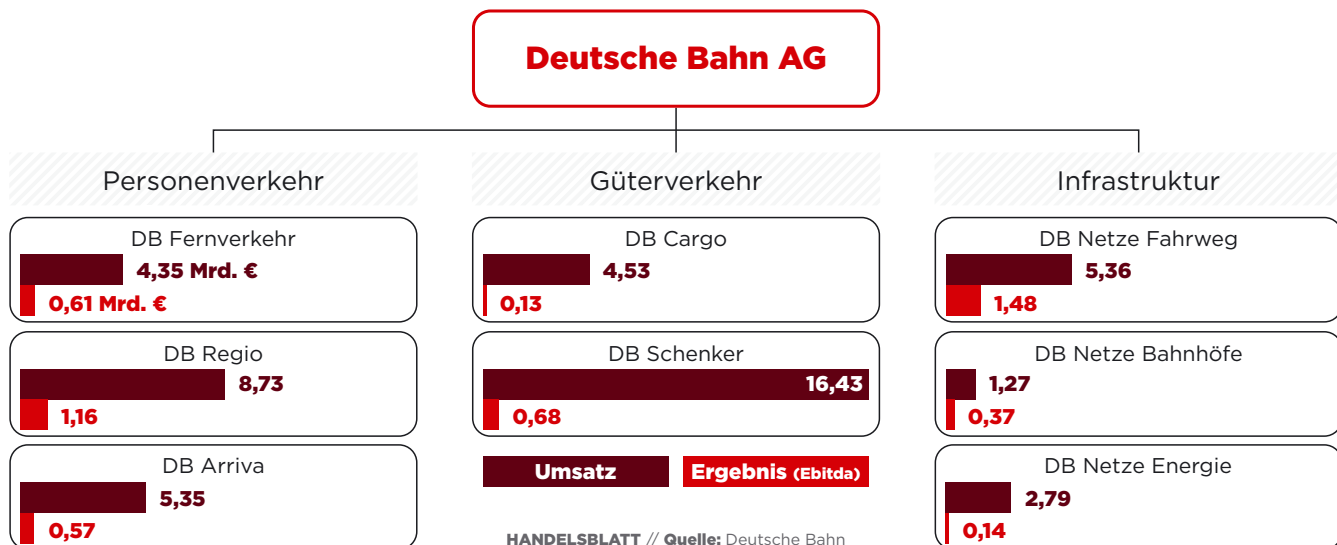 Deutsche Bahn AG
Personenverkehr
DB Fernverkehr
4,35 Mrd. €
0,61 Mrd. €
DB Regio
8,73
1,16
DB Arriva
5,35
0,57
Güterverkehr
DB Cargo
4,53
0,13
DB Schenker
16,43
0,68
Umsatz
Ergebnis (Ebitda)
HANDELSBLATT // Quelle: Deutsche Bahn
Infrastruktur
DB Netze Fahrweg
5,36
1,48
DB Netze Bahnhöfe
1,27
0,37
DB Netze Energie
2,79
0,14